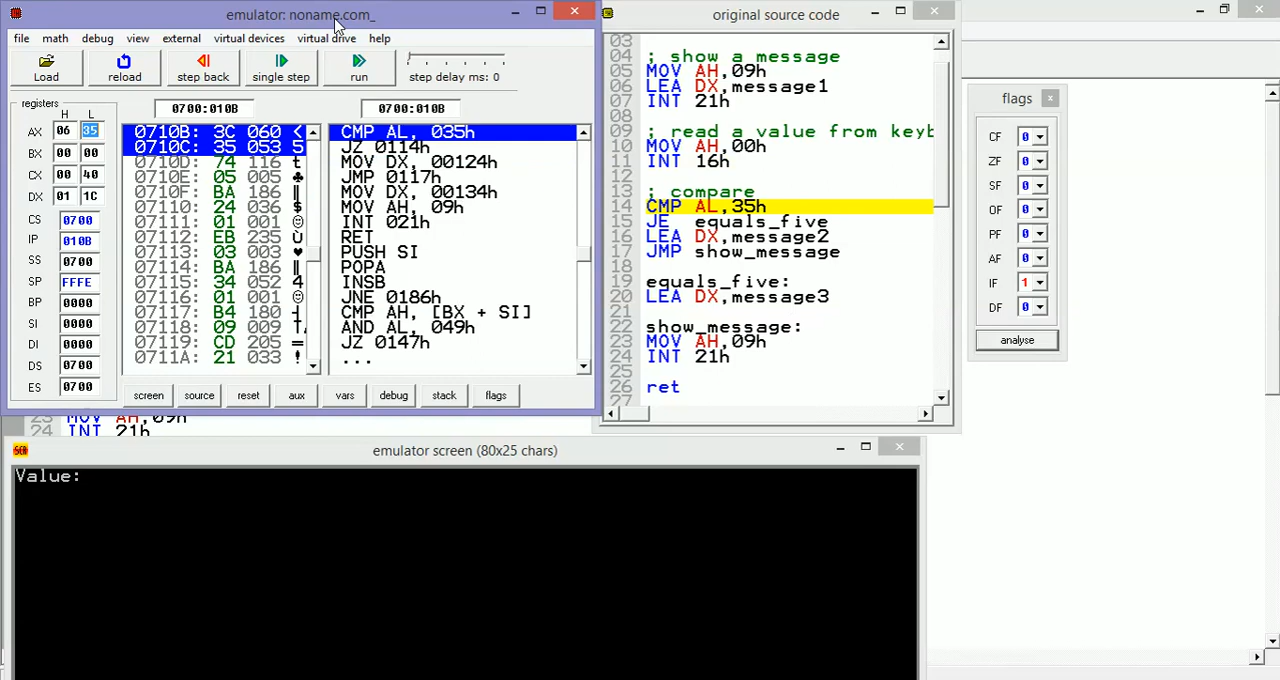 emulator: noname.com_
file math debug view external virtual devices virtual drive help
Load reload step back single step run step delay ms: 0
registers
H L
0700:010B 0700:010B
AX 06 35
BX 00 00
CX 00 40
DX 01 1C
CS 0700
IP 010B
SS 0700
SP FFFE
BP 0000
SI 0000
DI 0000
DS 0700
ES 0700
0710B: 3C 060 <
0710C: 35 053 5
0710D: 74 116 t
0710E: 05 005 ♣
0710F: BA 186 ║
07110: 24 036 $
07111: 01 001 ☺
07112: EB 235
07113: 03 003 ♥
07114: BA 186 ║
07115: 34 052 4
07116: 01 001 ☺
07117: B4 180 ┤
07118: 09 009
07119: CD 205 =
0711A: 21 033 !
CMP AL, 035h
JZ 0114h
MOV DX, 00124h
JMP 0117h
MOV DX, 00134h
MOV AH, 09h
INT 021h
RET
PUSH SI
POPA
INSB
JNE 0186h
CMP AH, [BX + SI]
AND AL, 049h
JZ 0147h
...
screen source reset aux vars debug stack flags
original source code
03
04 ; show a message
05 MOV AH,09h
06 LEA DX,message1
07 INT 21h
08
09 ; read a value from keyb
10 MOV AH,00h
11 INT 16h
12
13 ; compare
14 CMP AL,35h
15 JE equals_five
16 LEA DX,message2
17 JMP show_message
18
19 equals_five:
20 LEA DX,message3
21
22 show_message:
23 MOV AH,09h
24 INT 21h
25
26 ret
27
flags
CF 0
ZF 0
SF 0
OF 0
PF 0
AF 0
IF 1
DF 0
analyse
23 MOV AH,09h
24 INT 21h
emulator screen (80x25 chars)
Value: